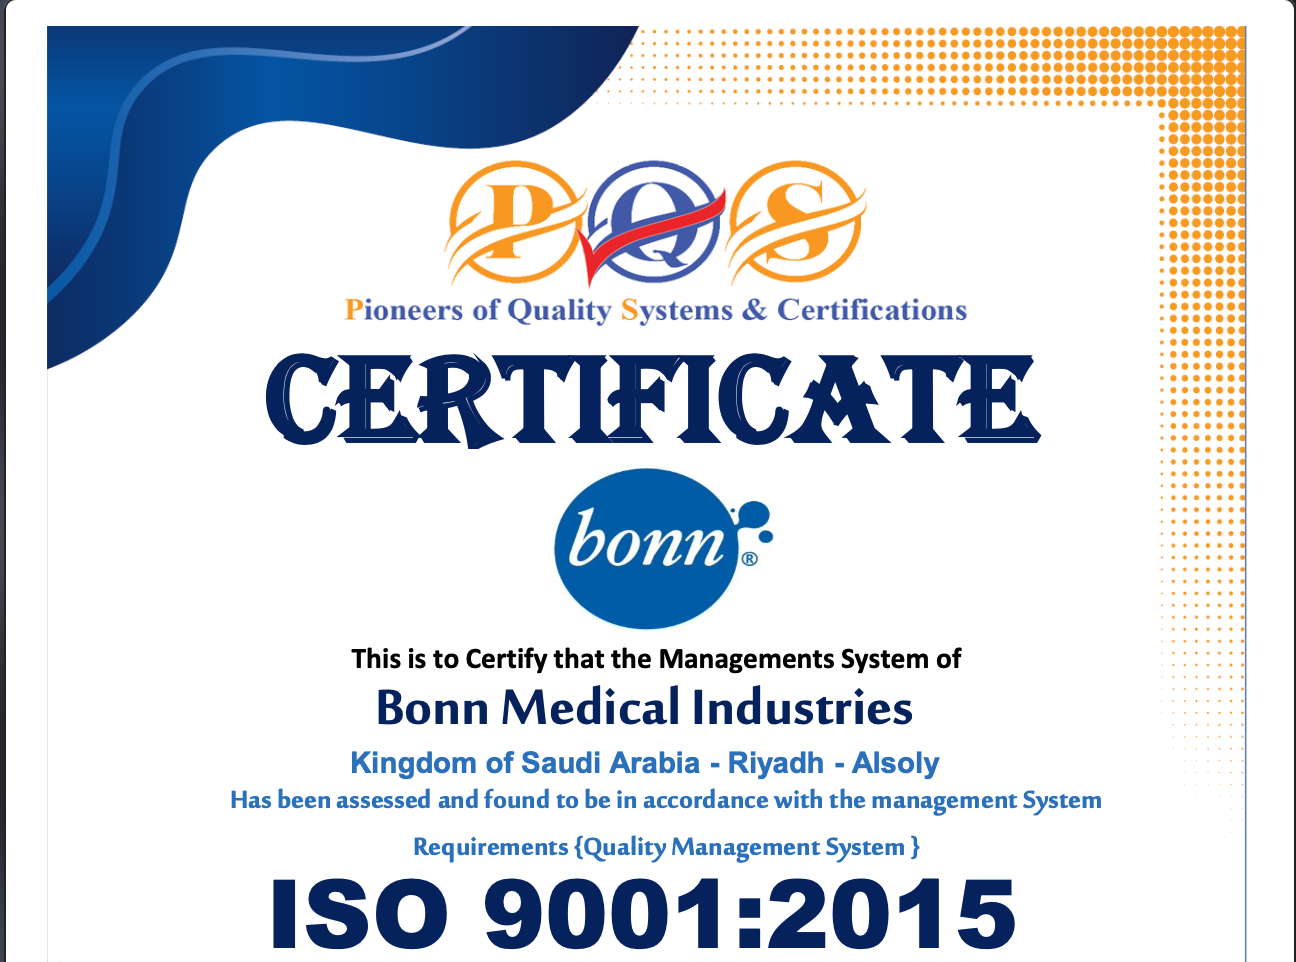 PQS
Pioneers of Quality Systems & Certifications
CERTIFICATE
bonn®
This is to Certify that the Managements System of
Bonn Medical Industries
Kingdom of Saudi Arabia - Riyadh - Alsoly
Has been assessed and found to be in accordance with the management System
Requirements {Quality Management System }
ISO 9001:2015